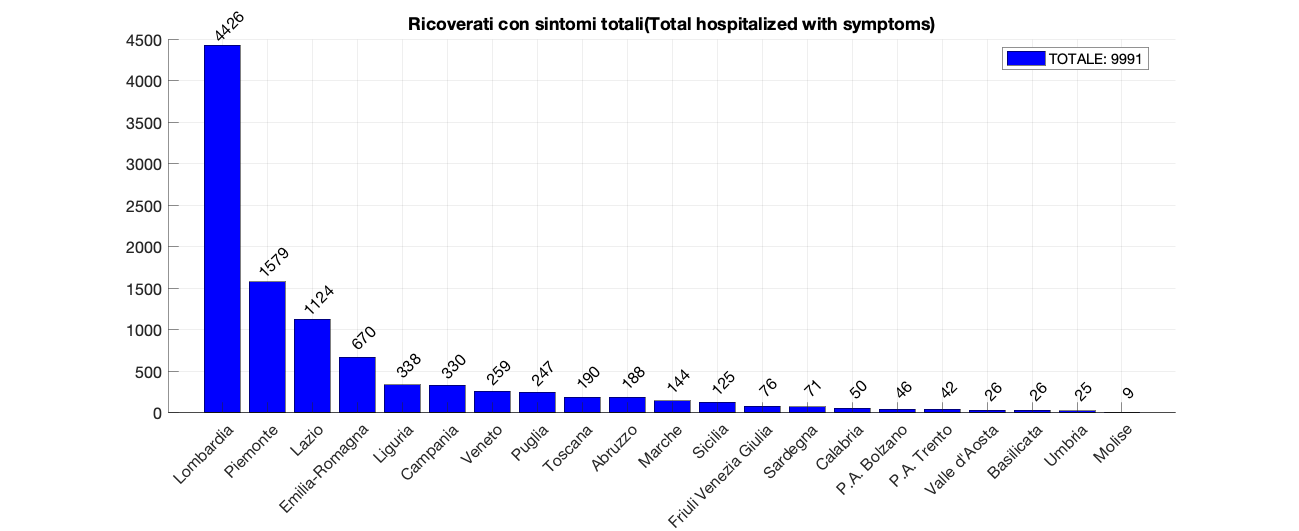 Ricoverati con sintomi totali(Total hospitalized with symptoms)
TOTALE: 9991
4500
4000
3500
3000
2500
2000
1500
1000
500
0
4426
1579
1124
670
338
330
259
247
190
188
144
125
76
71
50
46
42
26
26
25
9
Lombardia
Piemonte
Lazio
Emilia-Romagna
Liguria
Campania
Veneto
Puglia
Toscana
Abruzzo
Marche
Sicilia
Friuli Venezia Giulia
Sardegna
Calabria
P.A. Bolzano
P.A. Trento
Valle d'Aosta
Basilicata
Umbria
Molise